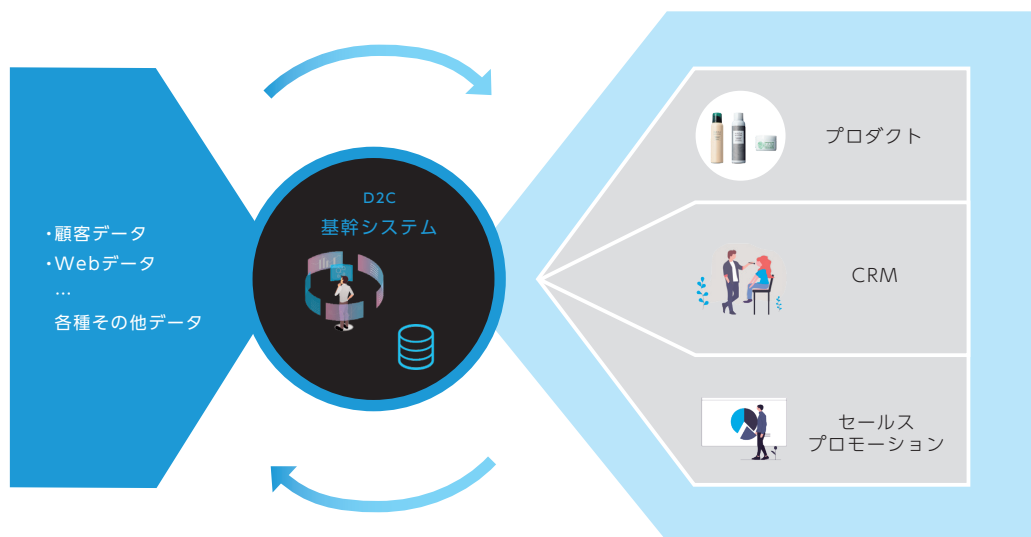 ・顧客データ
・Webデータ
…
各種その他データ
D2C
基幹システム
プロダクト
CRM
セールス
プロモーション